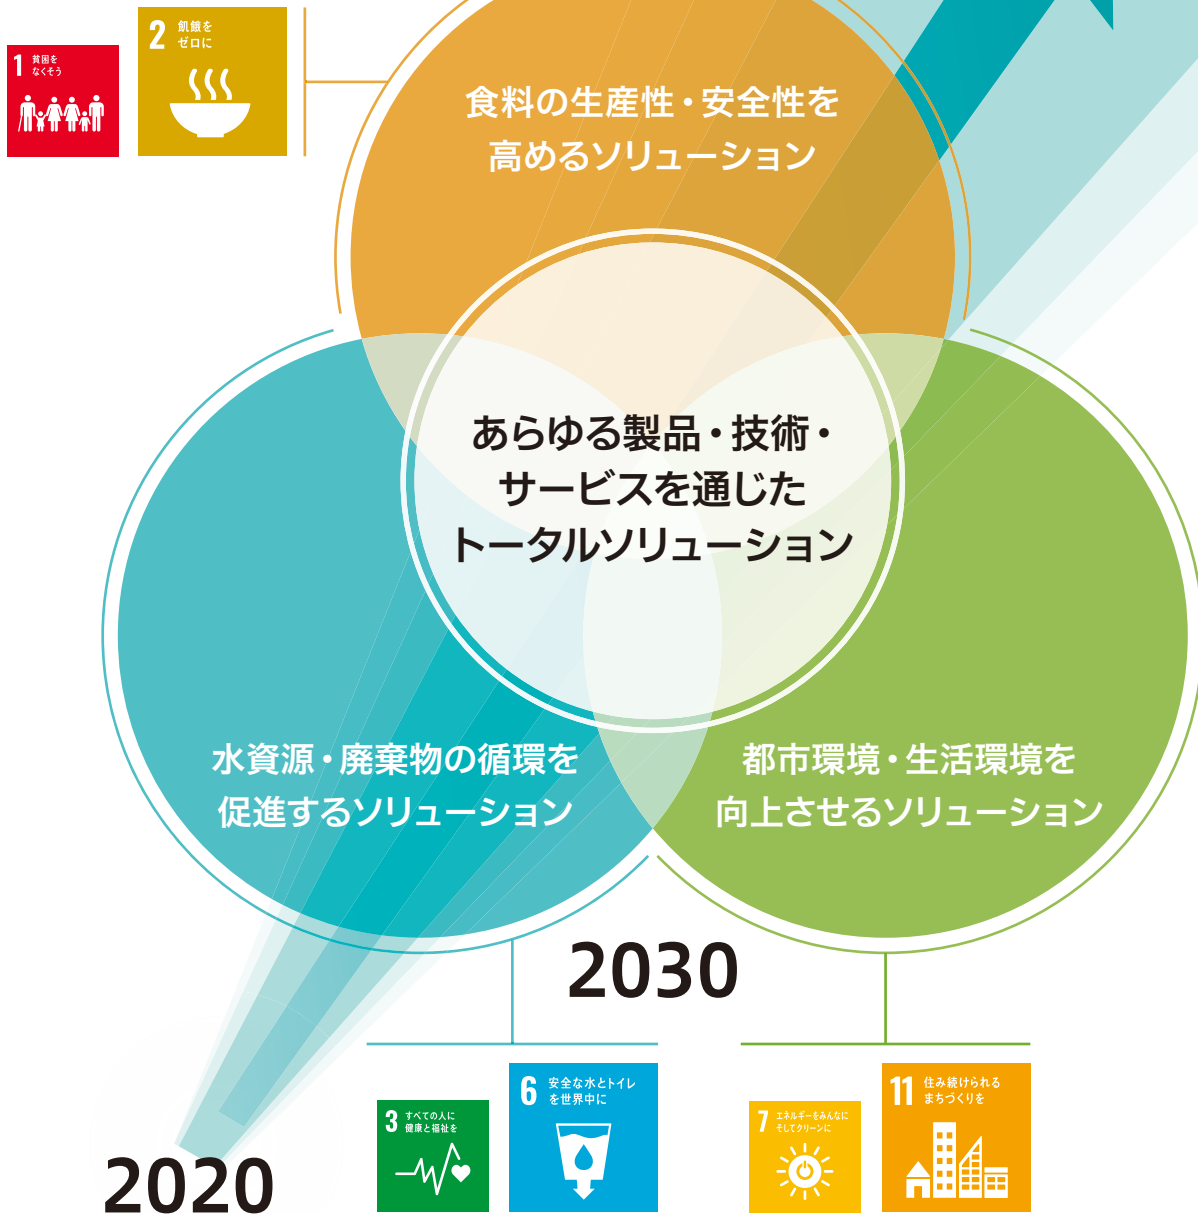 1 貧困を
なくそう
2 飢餓を
ゼロに
食料の生産性・安全性を
高めるソリューション
あらゆる製品・技術・
サービスを通じた
トータルソリューション
水資源・廃棄物の循環を
促進するソリューション
都市環境・生活環境を
向上させるソリューション
2030
3 すべての人に
健康と福祉を
6 安全な水とトイレ
を世界中に
7 エネルギーをみんなに
そしてクリーンに
11 住み続けられる
まちづくりを
2020